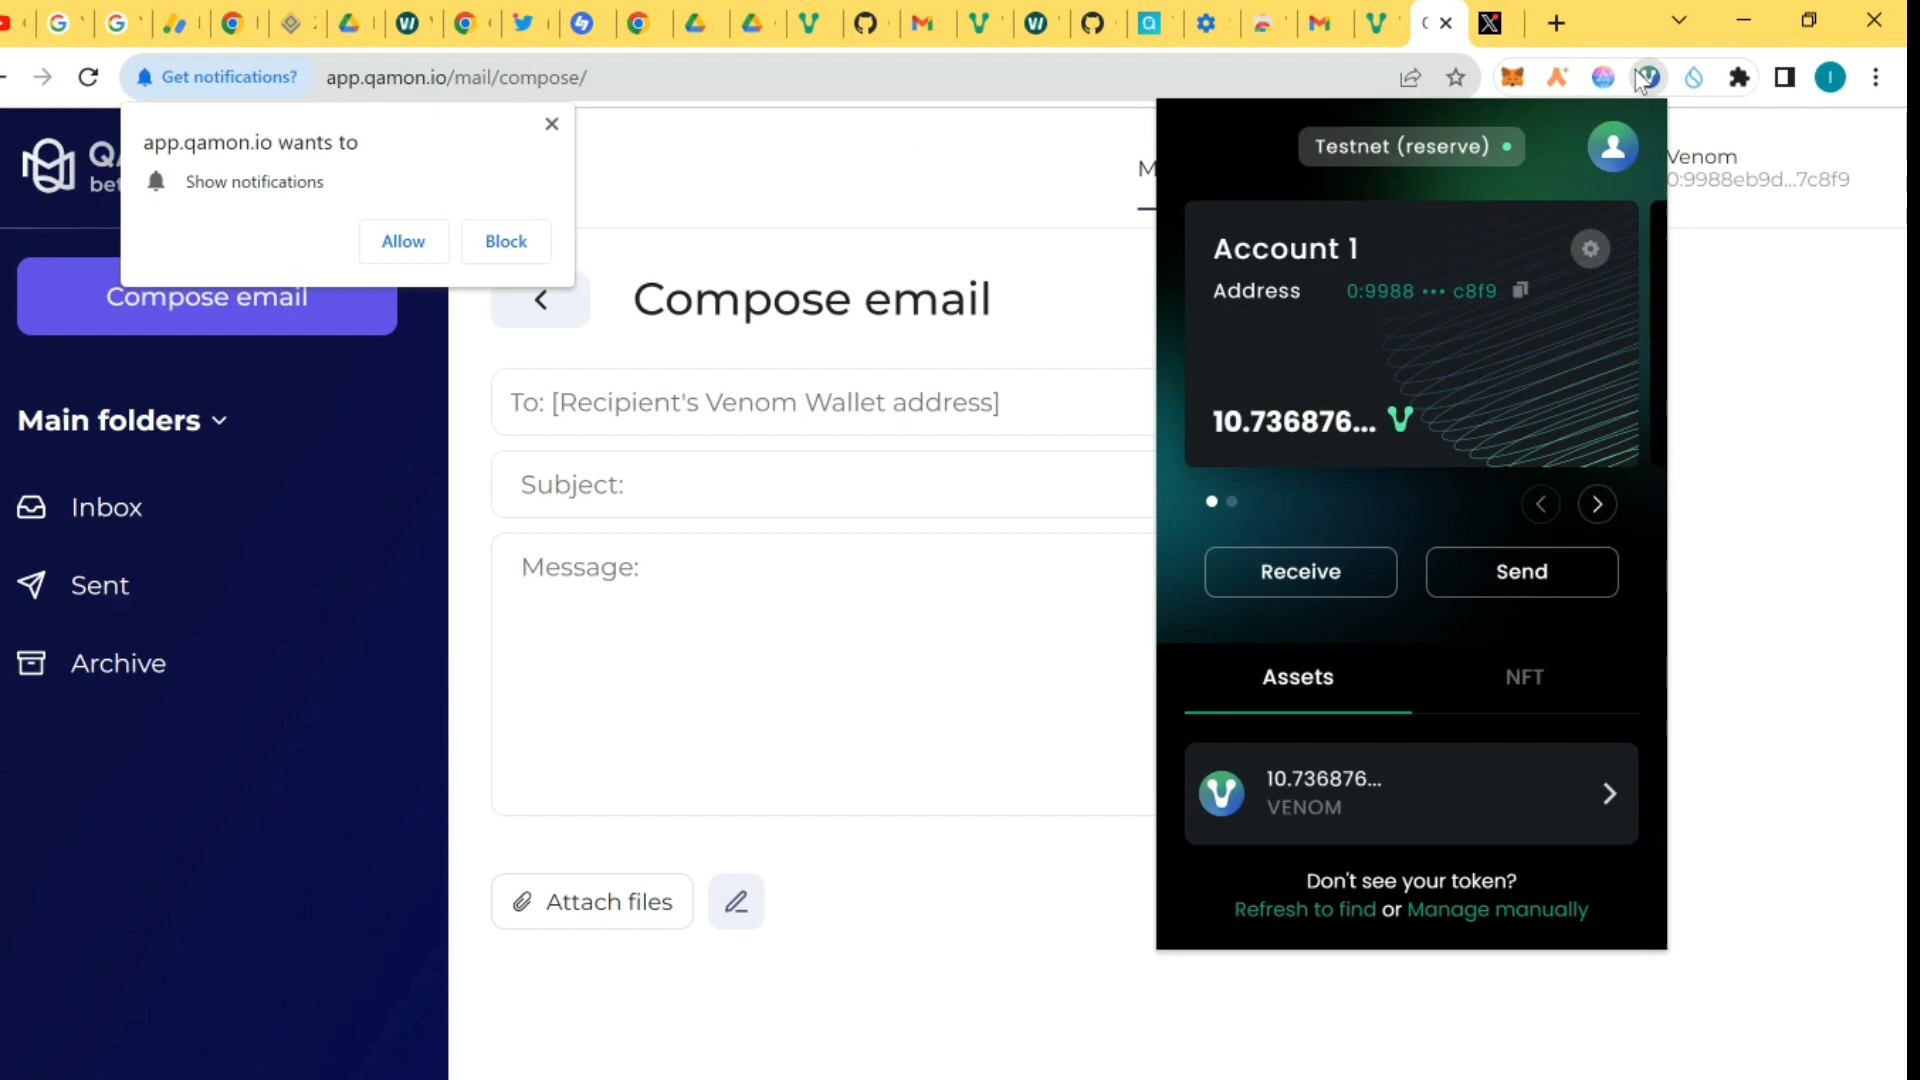 Get notifications?
app.qamon.io/mail/compose/
app.qamon.io wants to
Show notifications
Allow
Block
Compose email
Main folders
Inbox
Sent
Archive
Compose email
To: [Recipient's Venom Wallet address]
Subject:
Message:
Attach files
Testnet (reserve)
Account 1
Address 0:9988 ••• c8f9
10.736876...
Receive
Send
Assets
NFT
10.736876...
VENOM
Don't see your token?
Refresh to find or Manage manually
Venom
0:9988eb9d...7c8f9